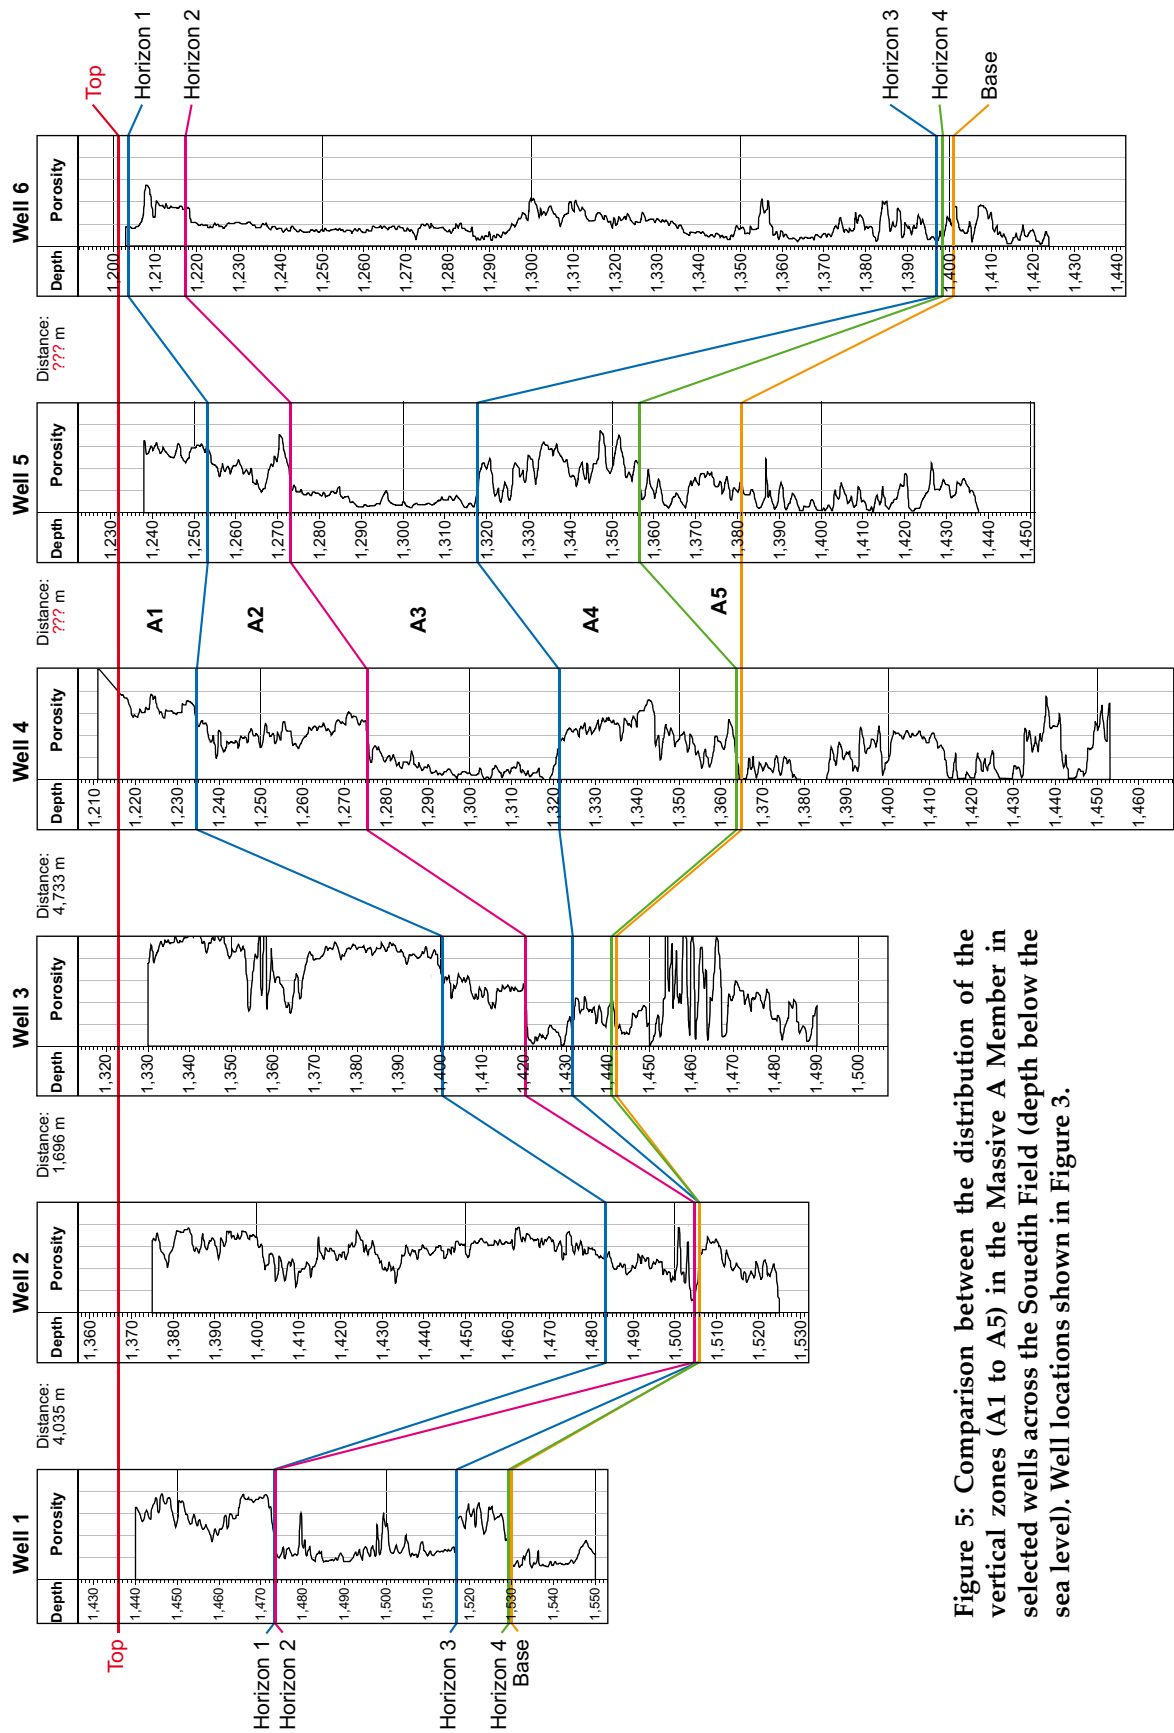 Well 1
Depth
Porosity
1,430
1,440
1,450
1,460
1,470
1,480
1,490
1,500
1,510
1,520
1,530
1,540
1,550
Top
Horizon 1
Horizon 2
Horizon 3
Horizon 4
Base
Distance:
4,035 m
Well 2
Depth
Porosity
1,360
1,370
1,380
1,390
1,400
1,410
1,420
1,430
1,440
1,450
1,460
1,470
1,480
1,490
1,500
1,510
1,520
1,530
Distance:
1,696 m
Well 3
Depth
Porosity
1,320
1,330
1,340
1,350
1,360
1,370
1,380
1,390
1,400
1,410
1,420
1,430
1,440
1,450
1,460
1,470
1,480
1,490
1,500
Distance:
4,733 m
Well 4
Depth
Porosity
1,210
1,220
1,230
1,240
1,250
1,260
1,270
1,280
1,290
1,300
1,310
1,320
1,330
1,340
1,350
1,360
1,370
1,380
1,390
1,400
1,410
1,420
1,430
1,440
1,450
1,460
Distance:
??? m
A1
A2
A3
A4
A5
Well 5
Depth
Porosity
1,230
1,240
1,250
1,260
1,270
1,280
1,290
1,300
1,310
1,320
1,330
1,340
1,350
1,360
1,370
1,380
1,390
1,400
1,410
1,420
1,430
1,440
1,450
Distance:
??? m
Well 6
Depth
Porosity
1,200
1,210
1,220
1,230
1,240
1,250
1,260
1,270
1,280
1,290
1,300
1,310
1,320
1,330
1,340
1,350
1,360
1,370
1,380
1,390
1,400
1,410
1,420
1,430
1,440
Top
Horizon 1
Horizon 2
Horizon 3
Horizon 4
Base
Figure 5: Comparison between the distribution of the
vertical zones (A1 to A5) in the Massive A Member in
selected wells across the Souedih Field (depth below the
sea level). Well locations shown in Figure 3.